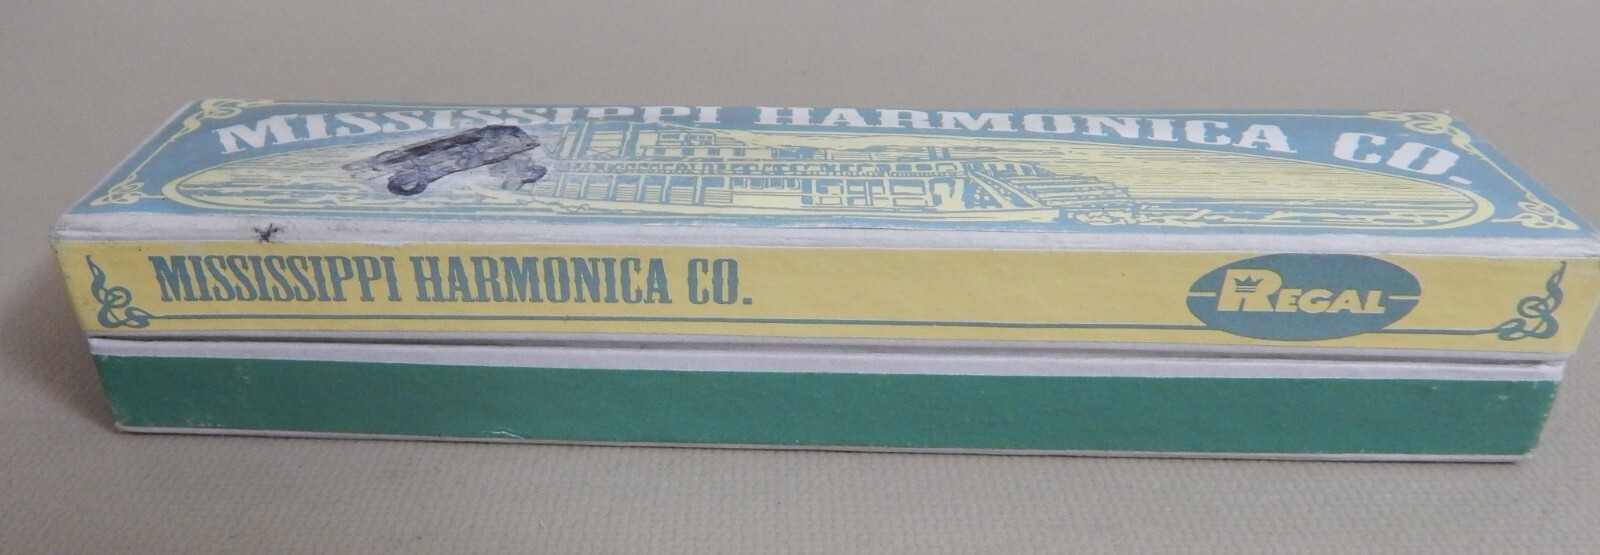 MISSISSIPPI HARMONICA CO.
MISSISSIPPI HARMONICA CO.
REGAL